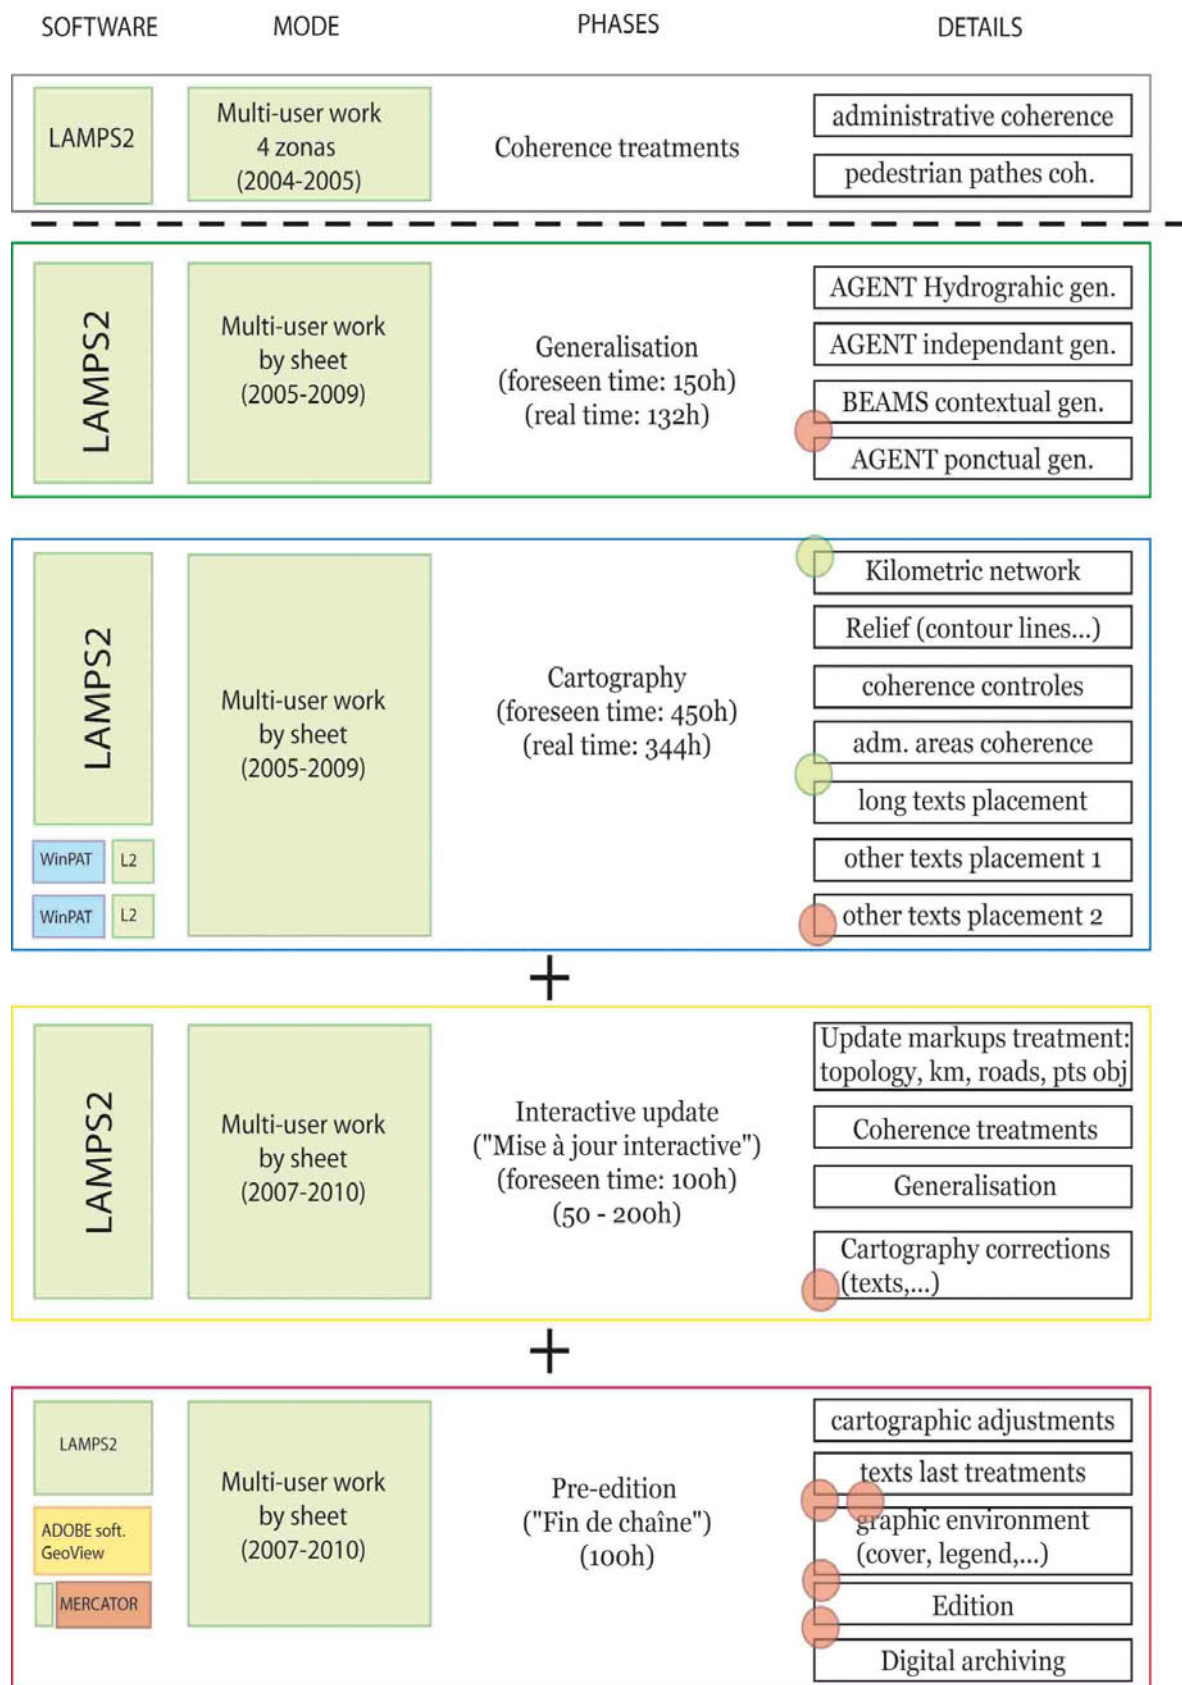 SOFTWARE MODE PHASES DETAILS
LAMPS2
Multi-user work
4 zonas
(2004-2005)
Coherence treatments
administrative coherence
pedestrian pathes coh.
LAMPS2
Multi-user work
by sheet
(2005-2009)
Generalisation
(foreseen time: 150h)
(real time: 132h)
AGENT Hydrograhic gen.
AGENT independant gen.
BEAMS contextual gen.
AGENT ponctual gen.
LAMPS2
WinPAT L2
WinPAT L2
Multi-user work
by sheet
(2005-2009)
Cartography
(foreseen time: 450h)
(real time: 344h)
Kilometric network
Relief (contour lines...)
coherence controles
adm. areas coherence
long texts placement
other texts placement 1
other texts placement 2
+
LAMPS2
Multi-user work
by sheet
(2007-2010)
Interactive update
("Mise à jour interactive")
(foreseen time: 100h)
(50 - 200h)
Update markups treatment:
topology, km, roads, pts obj
Coherence treatments
Generalisation
Cartography corrections
(texts,...)
+
LAMPS2
ADOBE soft.
GeoView
MERCATOR
Multi-user work
by sheet
(2007-2010)
Pre-edition
("Fin de chaîne")
(100h)
cartographic adjustments
texts last treatments
graphic environment
(cover, legend,...)
Edition
Digital archiving